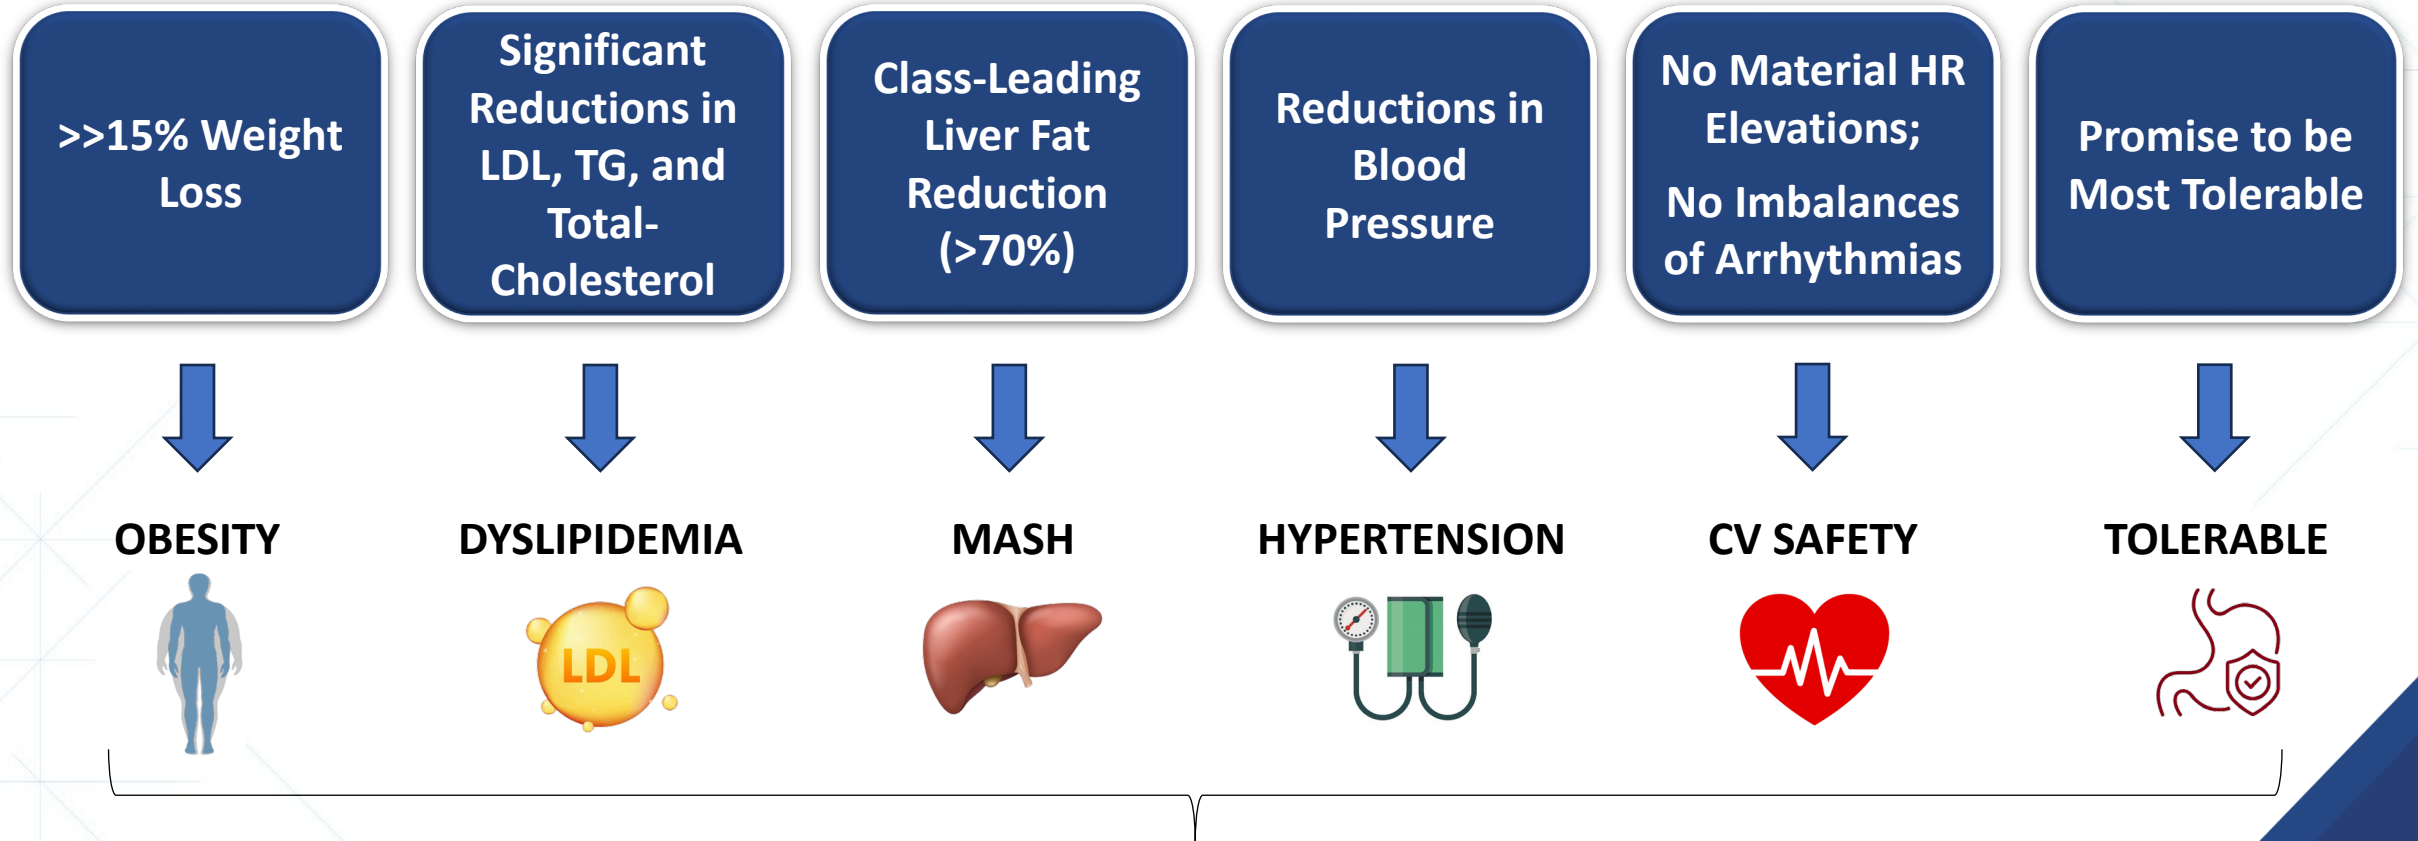 >>15% Weight
Loss
Significant
Reductions in
LDL, TG, and
Total-
Cholesterol
Class-Leading
Liver Fat
Reduction
(>70%)
Reductions in
Blood
Pressure
No Material HR
Elevations;
No Imbalances
of Arrhythmias
Promise to be
Most Tolerable
OBESITY
DYSLIPIDEMIA
MASH
HYPERTENSION
CV SAFETY
TOLERABLE
LDL